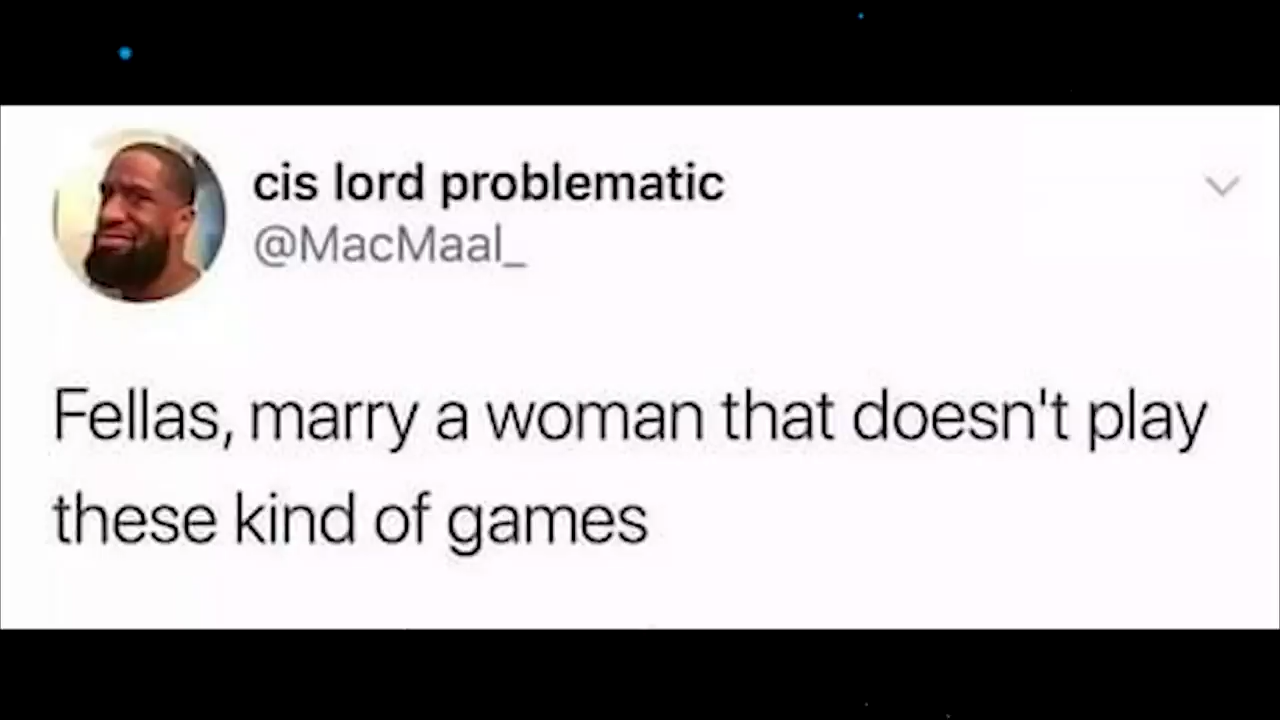 cis lord problematic
@MacMaal_
Fellas, marry a woman that doesn't play
these kind of games